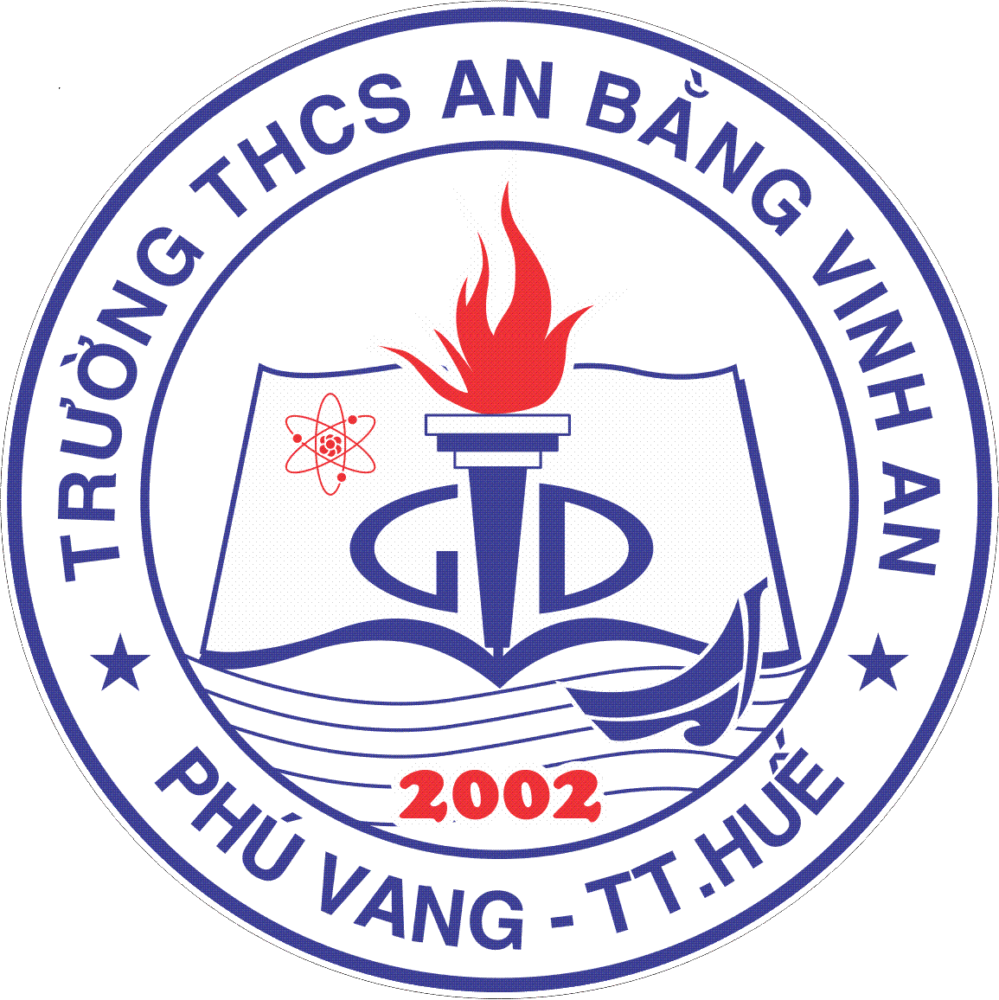 TRƯỜNG THCS AN BẰNG VINH AN
GD
2002
PHÚ VANG - TT.HUẾ